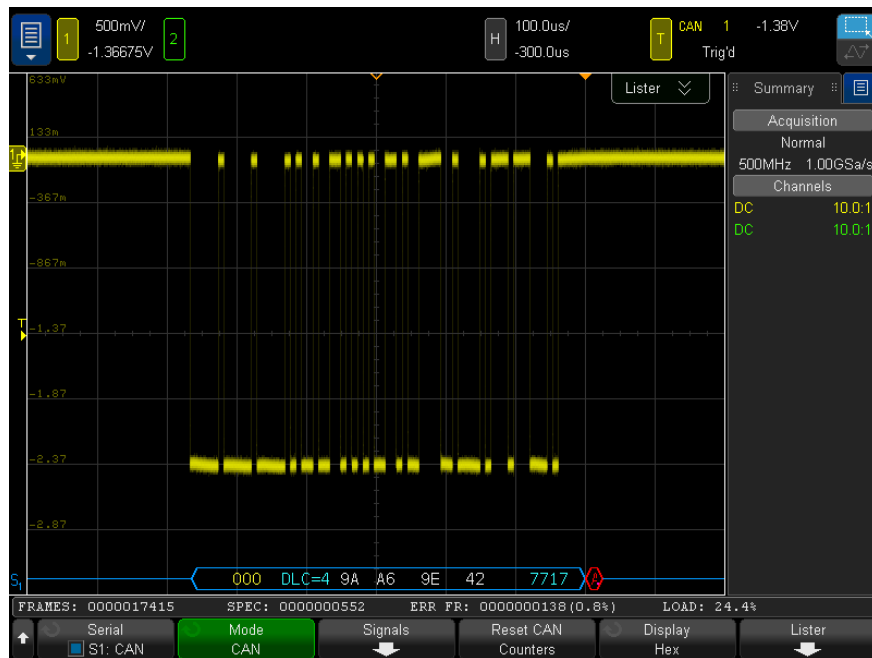 500mV/ 100.0us/ CAN 1 -1.38V
1 2 H T
-1.36675V -300.0us Trig'd
633mV
Lister Summary
133m
Acquisition
Normal
500MHz 1.00GSa/s
Channels
-367m
DC 10.0:1
DC 10.0:1
-867m
T
-1.37
-1.87
-2.37
-2.87
S1 000 DLC=4 9A A6 9E 42 7717 A
FRAMES: 0000017415 SPEC: 0000000552 ERR FR: 0000000138(0.8%) LOAD: 24.4%
Serial Mode Signals Reset CAN Display Lister
S1: CAN CAN Counters Hex